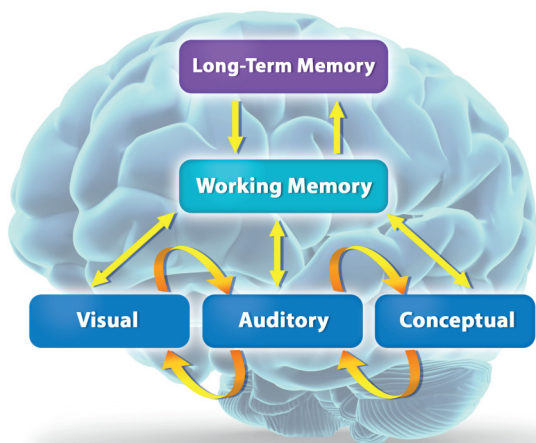 Long-Term Memory
Working Memory
Visual
Auditory
Conceptual